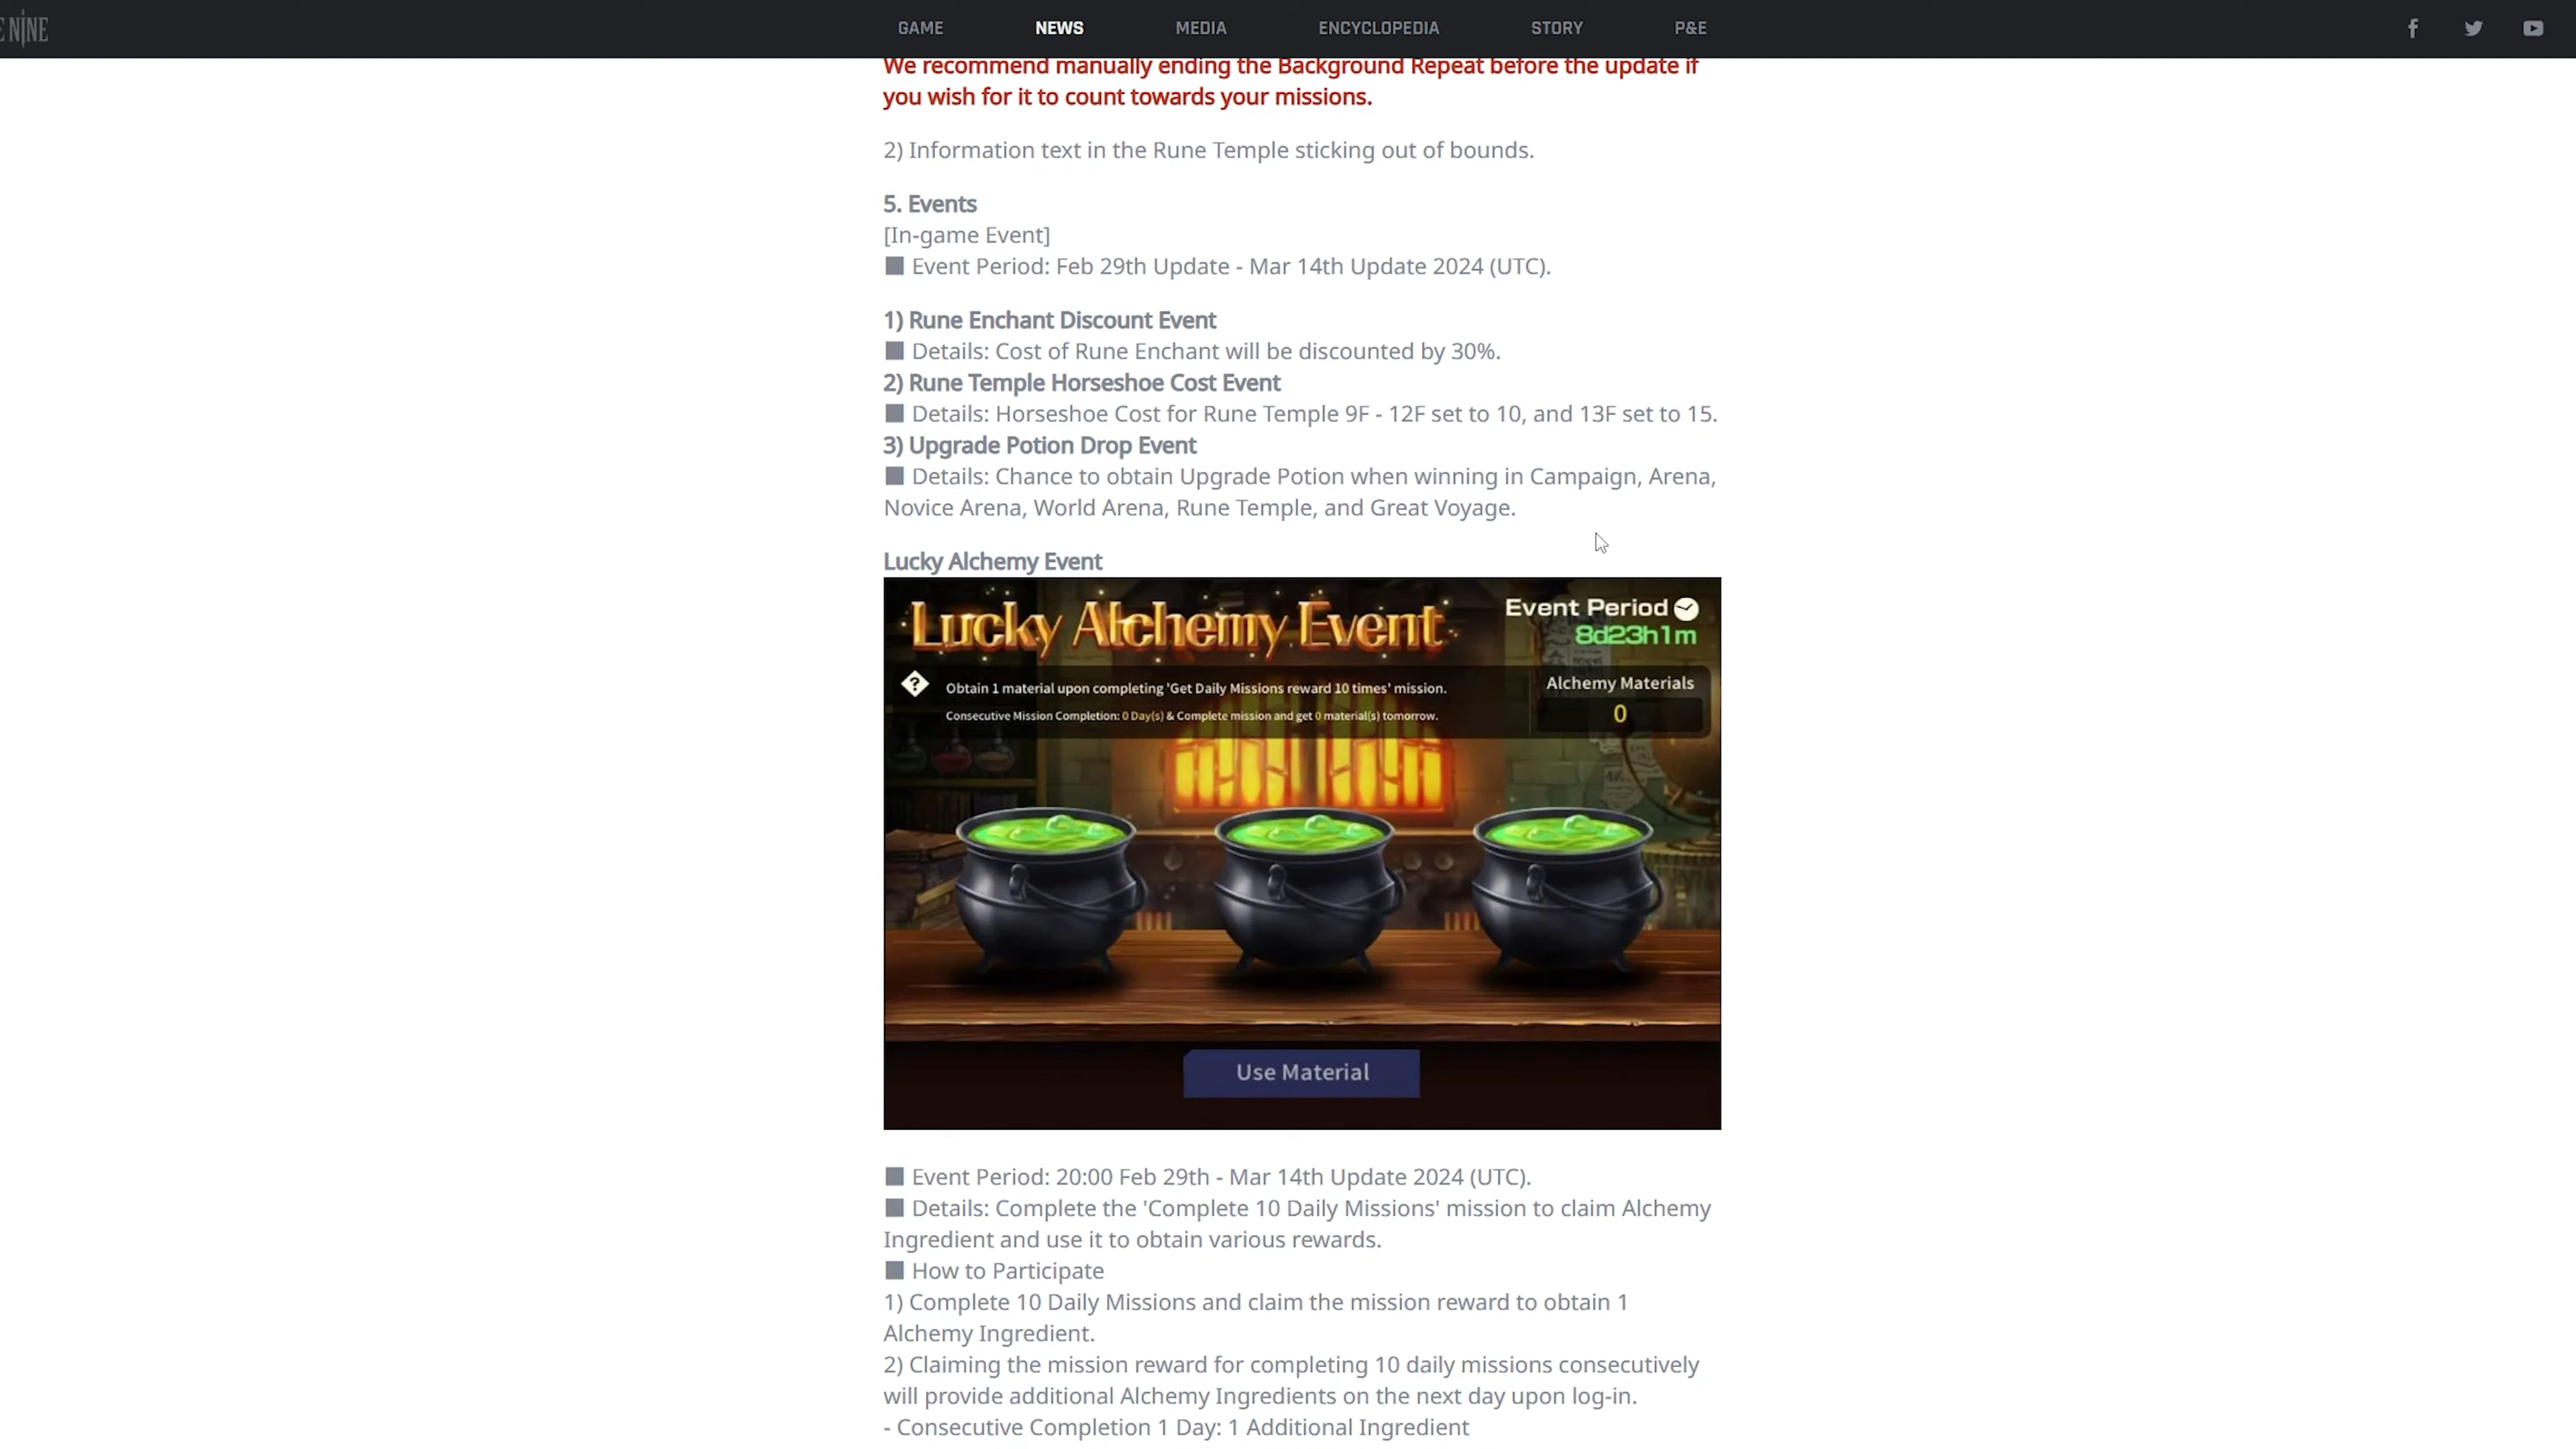 E NINE
GAME
NEWS
MEDIA
ENCYCLOPEDIA
STORY
P&E
We recommend manually ending the Background Repeat before the update if
you wish for it to count towards your missions.
2) Information text in the Rune Temple sticking out of bounds.
5. Events
[In-game Event]
■ Event Period: Feb 29th Update - Mar 14th Update 2024 (UTC).
1) Rune Enchant Discount Event
■ Details: Cost of Rune Enchant will be discounted by 30%.
2) Rune Temple Horseshoe Cost Event
■ Details: Horseshoe Cost for Rune Temple 9F - 12F set to 10, and 13F set to 15.
3) Upgrade Potion Drop Event
■ Details: Chance to obtain Upgrade Potion when winning in Campaign, Arena,
Novice Arena, World Arena, Rune Temple, and Great Voyage.
Lucky Alchemy Event
Lucky Alchemy Event
Event Period
8d23h1m
? Obtain 1 material upon completing 'Get Daily Missions reward 10 times' mission.
Consecutive Mission Completion: 0 Day(s) & Complete mission and get 0 material(s) tomorrow.
Alchemy Materials
0
Use Material
■ Event Period: 20:00 Feb 29th - Mar 14th Update 2024 (UTC).
■ Details: Complete the 'Complete 10 Daily Missions' mission to claim Alchemy
Ingredient and use it to obtain various rewards.
■ How to Participate
1) Complete 10 Daily Missions and claim the mission reward to obtain 1
Alchemy Ingredient.
2) Claiming the mission reward for completing 10 daily missions consecutively
will provide additional Alchemy Ingredients on the next day upon log-in.
- Consecutive Completion 1 Day: 1 Additional Ingredient